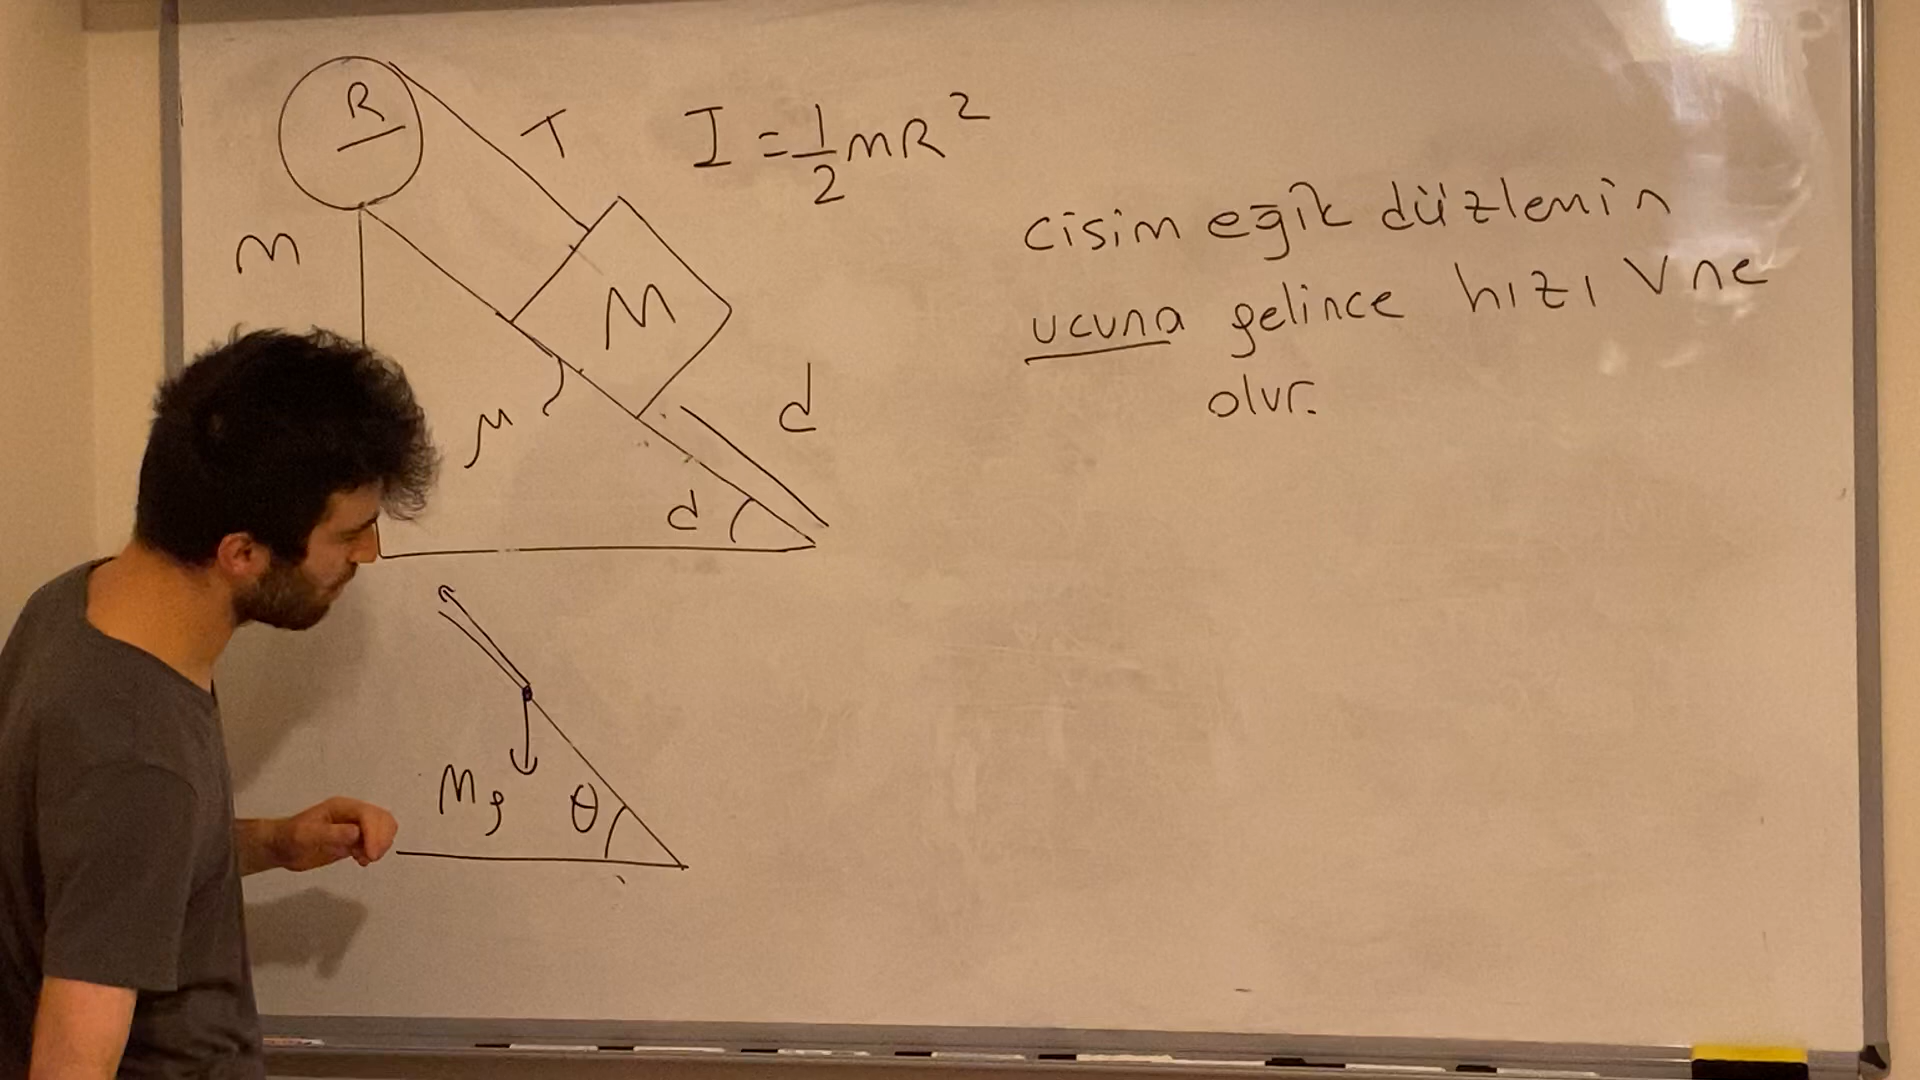 R
T
I = 1/2 mR²
m
M
μ
d
d
cisim eğik düzlemin
ucuna gelince hızı V ne
olur.
Mg
θ